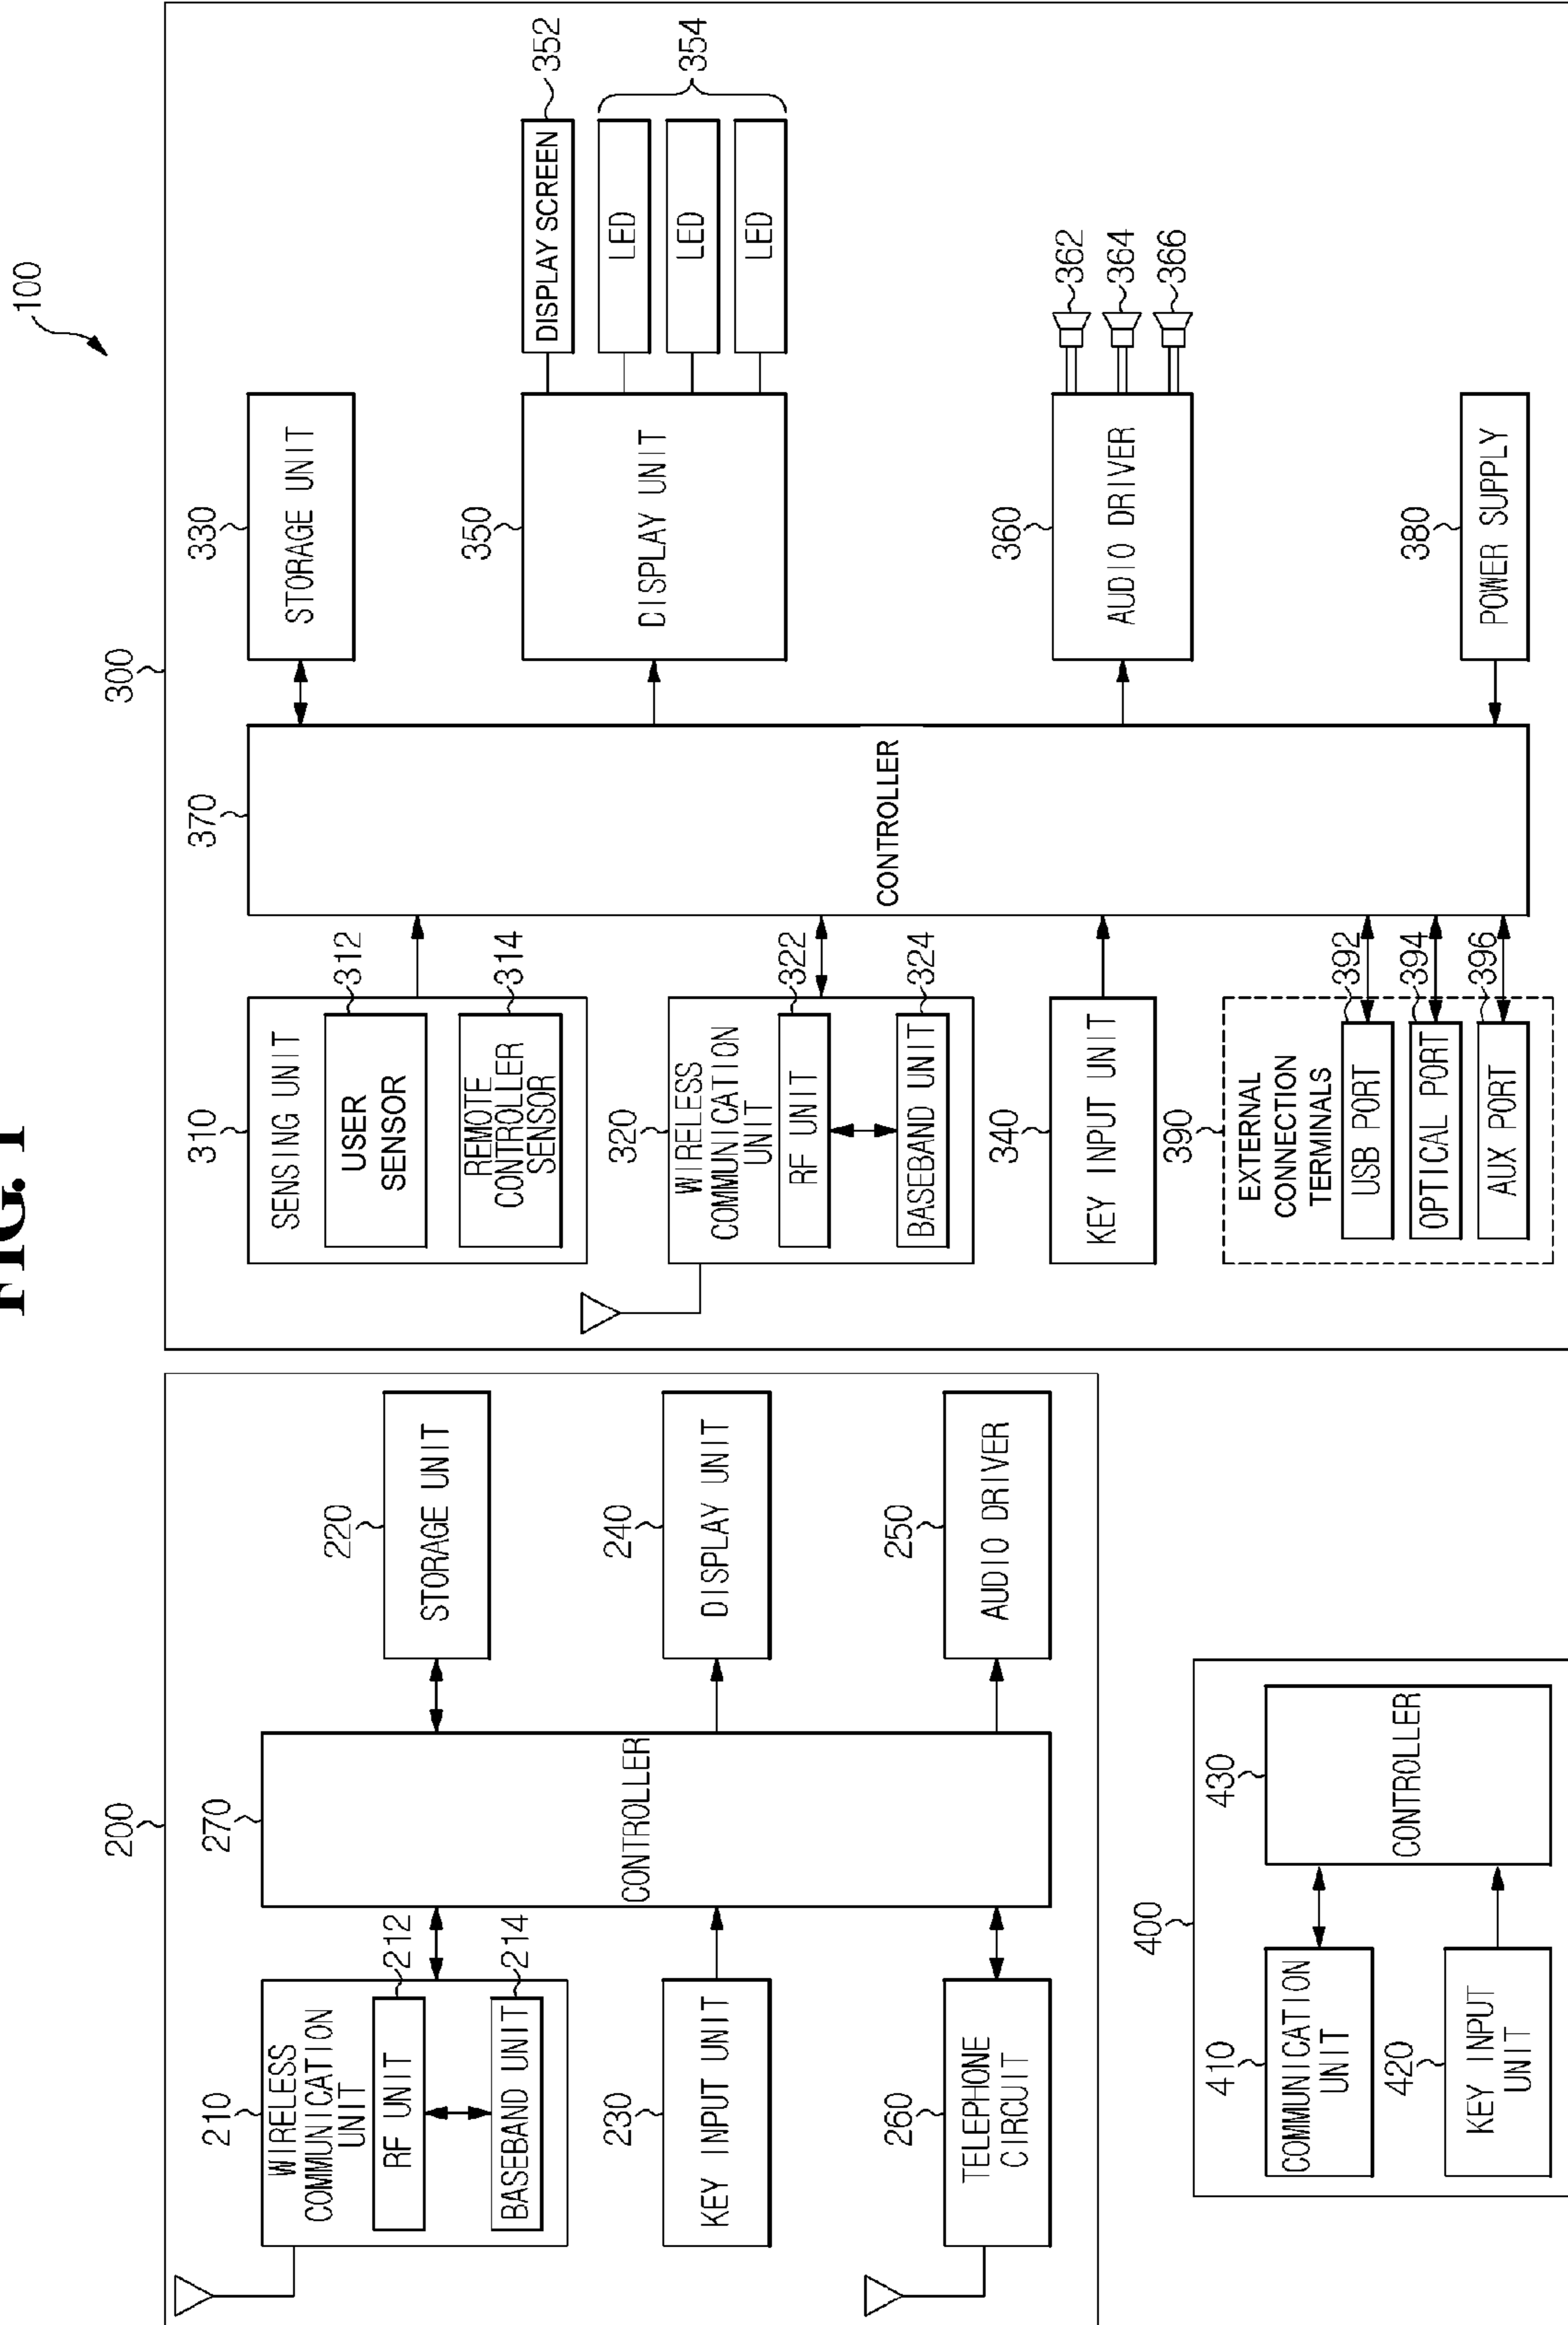 FIG. 1
100
200
210
WIRELESS
COMMUNICATION
UNIT
RF UNIT
212
BASEBAND UNIT
214
230
KEY INPUT UNIT
260
TELEPHONE
CIRCUIT
270
CONTROLLER
220
STORAGE UNIT
240
DISPLAY UNIT
250
AUDIO DRIVER
400
410
COMMUNICATION
UNIT
420
KEY INPUT
UNIT
430
CONTROLLER
300
310
SENSING UNIT
USER
SENSOR
312
REMOTE
CONTROLLER
SENSOR
314
320
WIRELESS
COMMUNICATION
UNIT
RF UNIT
322
BASEBAND UNIT
324
340
KEY INPUT UNIT
390
EXTERNAL
CONNECTION
TERMINALS
USB PORT
392
OPTICAL PORT
394
AUX PORT
396
370
CONTROLLER
330
STORAGE UNIT
350
DISPLAY UNIT
DISPLAY SCREEN
352
LED
LED
LED
354
360
AUDIO DRIVER
362
364
366
380
POWER SUPPLY